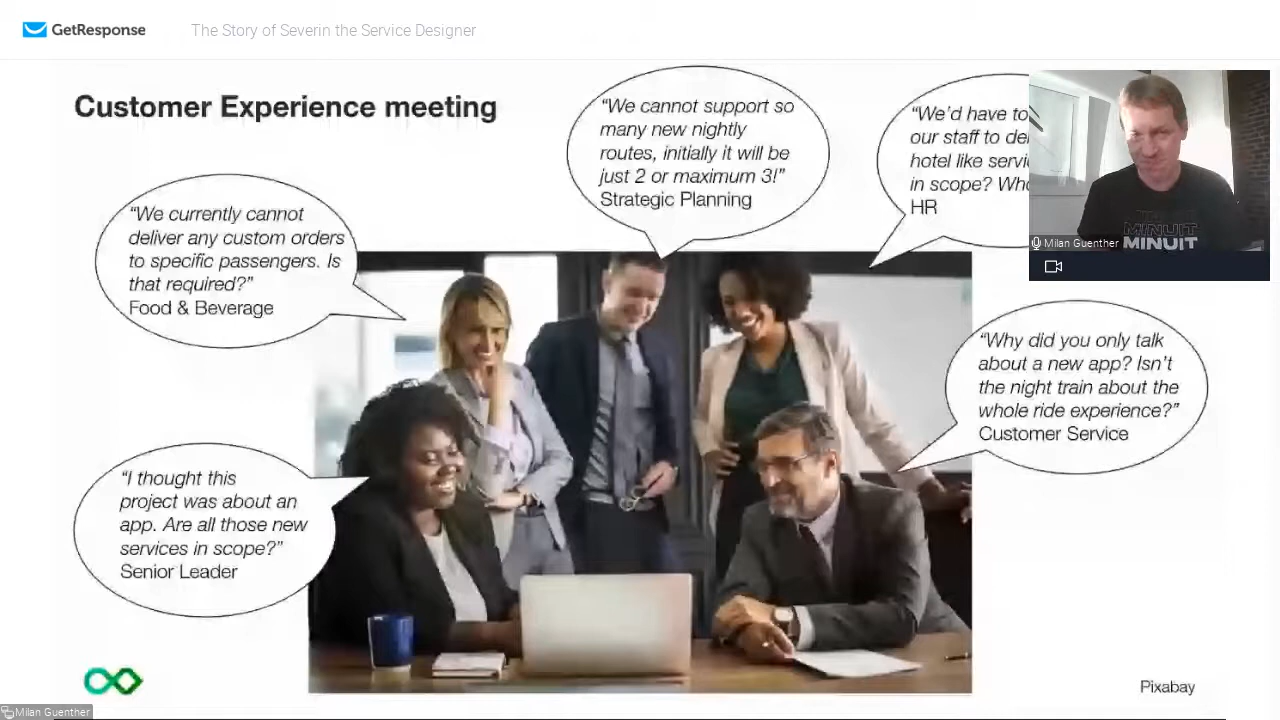 GetResponse
The Story of Severin the Service Designer
Customer Experience meeting
“We currently cannot
deliver any custom orders
to specific passengers. Is
that required?”
Food & Beverage
“We cannot support so
many new nightly
routes, initially it will be
just 2 or maximum 3!”
Strategic Planning
“We’d have to
our staff to
hotel like
in scope?
HR
MINUIT
MINUIT
Milan Guenther
“Why did you only talk
about a new app? Isn’t
the night train about the
whole ride experience?”
Customer Service
“I thought this
project was about an
app. Are all those new
services in scope?”
Senior Leader
Pixabay
Milan Guenther